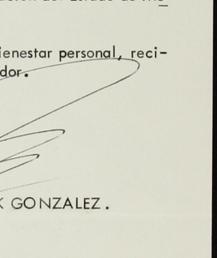 ienestar personal, reci-
dor.
K GONZALEZ.